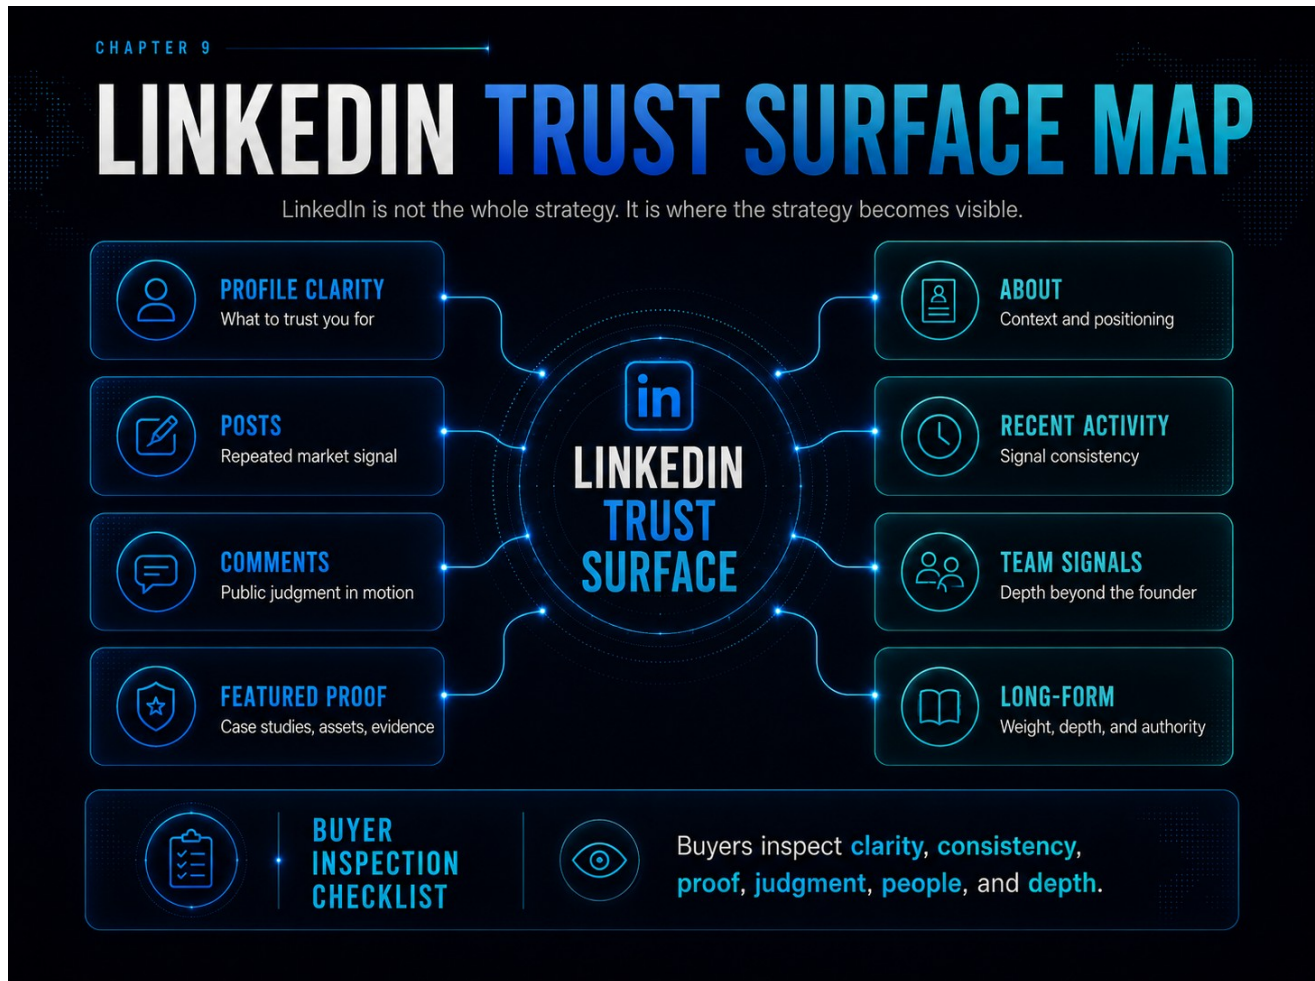 CHAPTER 9
LINKEDIN TRUST SURFACE MAP
LinkedIn is not the whole strategy. It is where the strategy becomes visible.
PROFILE CLARITY
What to trust you for
POSTS
Repeated market signal
COMMENTS
Public judgment in motion
FEATURED PROOF
Case studies, assets, evidence
in
LINKEDIN
TRUST
SURFACE
ABOUT
Context and positioning
RECENT ACTIVITY
Signal consistency
TEAM SIGNALS
Depth beyond the founder
LONG-FORM
Weight, depth, and authority
BUYER
INSPECTION
CHECKLIST
Buyers inspect clarity, consistency,
proof, judgment, people, and depth.